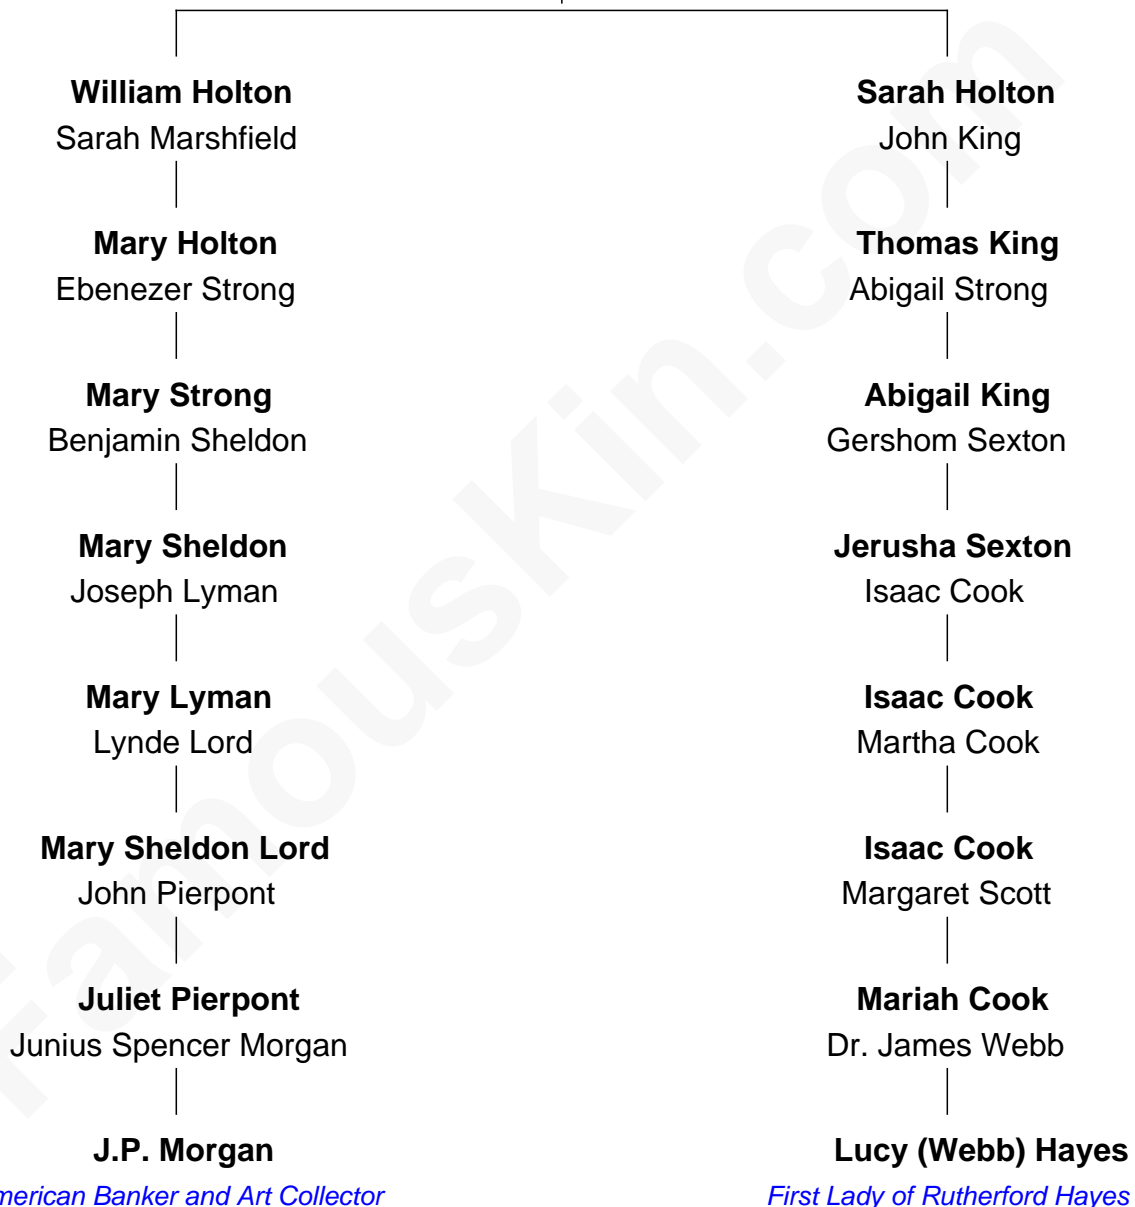 William Holton
Sarah Marshfield
Mary Holton
Ebenezer Strong
Mary Strong
Benjamin Sheldon
Mary Sheldon
Joseph Lyman
Mary Lyman
Lynde Lord
Mary Sheldon Lord
John Pierpont
Juliet Pierpont
Junius Spencer Morgan
J.P. Morgan
merican Banker and Art Collector
Sarah Holton
John King
Thomas King
Abigail Strong
Abigail King
Gershom Sexton
Jerusha Sexton
Isaac Cook
Isaac Cook
Martha Cook
Isaac Cook
Margaret Scott
Mariah Cook
Dr. James Webb
Lucy (Webb) Hayes
First Lady of Rutherford Hayes
FamousKin.com